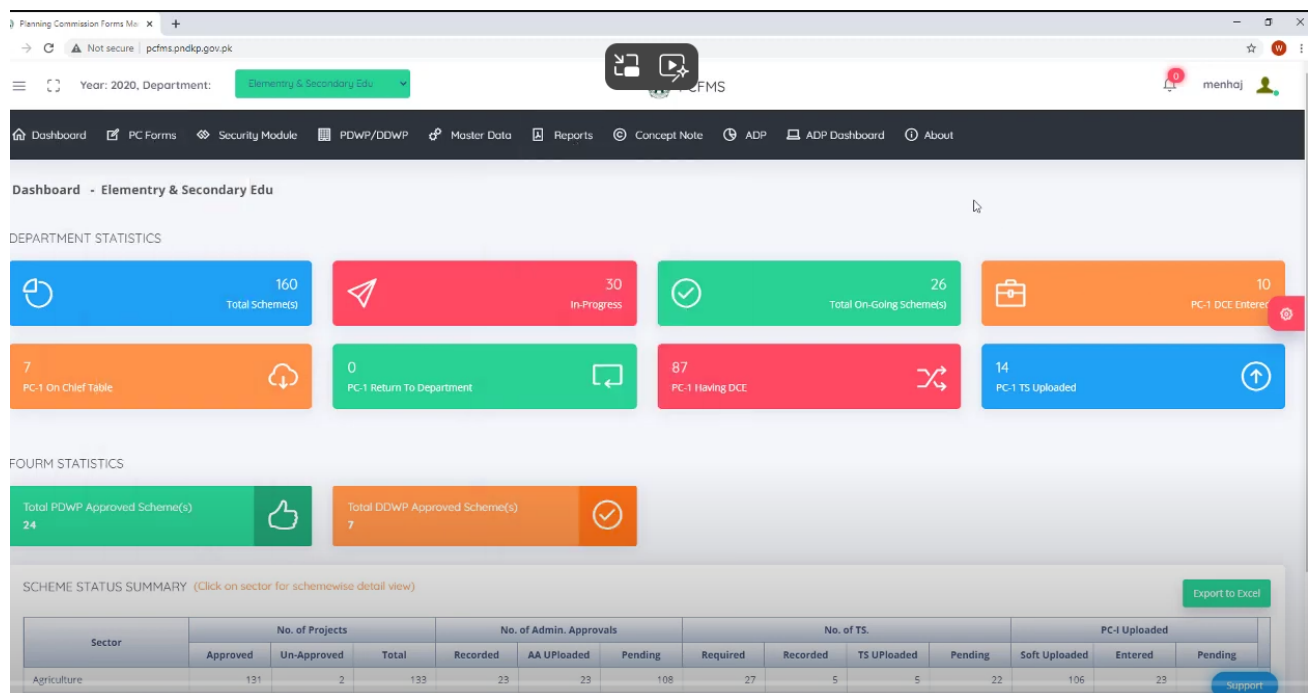 Planning Commission Forms Ma
Not secure pcfms.pndkp.gov.pk
W
Year: 2020, Department: Elementry & Secondary Edu
PCFMS
0
menhaj
Dashboard PC Forms Security Module PDWP/DDWP Master Data Reports Concept Note ADP ADP Dashboard About
Dashboard - Elementry & Secondary Edu
DEPARTMENT STATISTICS
160
Total Scheme(s)
30
In-Progress
26
Total On-Going Scheme(s)
10
PC-1 DCE Entered
7
PC-1 On Chief Table
0
PC-1 Return To Department
87
PC-1 Having DCE
14
PC-1 TS Uploaded
FOURM STATISTICS
Total PDWP Approved Scheme(s)
24
Total DDWP Approved Scheme(s)
7
SCHEME STATUS SUMMARY (Click on sector for schemewise detail view)
Export to Excel
Sector No. of Projects No. of Admin. Approvals No. of TS. PC-I Uploaded
Approved Un-Approved Total Recorded AA UPloaded Pending Required Recorded TS UPloaded Pending Soft Uploaded Entered Pending
Agriculture 131 2 133 23 23 108 27 5 5 22 106 23
Support